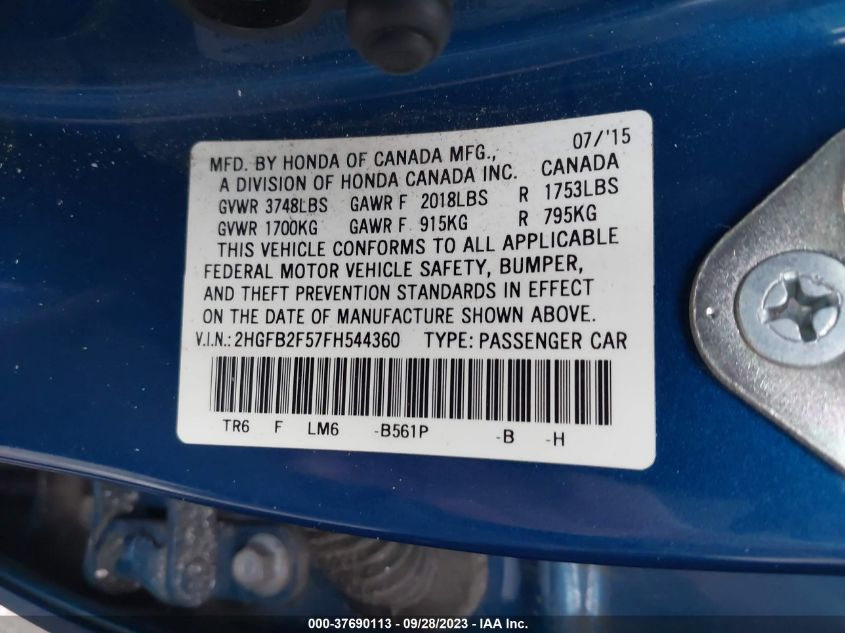 07/'15
MFD. BY HONDA OF CANADA MFG.,
A DIVISION OF HONDA CANADA INC. CANADA
GVWR 3748LBS GAWR F 2018LBS R 1753LBS
GVWR 1700KG GAWR F 915KG R 795KG
THIS VEHICLE CONFORMS TO ALL APPLICABLE
FEDERAL MOTOR VEHICLE SAFETY, BUMPER,
AND THEFT PREVENTION STANDARDS IN EFFECT
ON THE DATE OF MANUFACTURE SHOWN ABOVE.
V.I.N.: 2HGFB2F57FH544360 TYPE: PASSENGER CAR
TR6 F LM6 -B561P -B -H
000-37690113 - 09/28/2023 - IAA Inc.